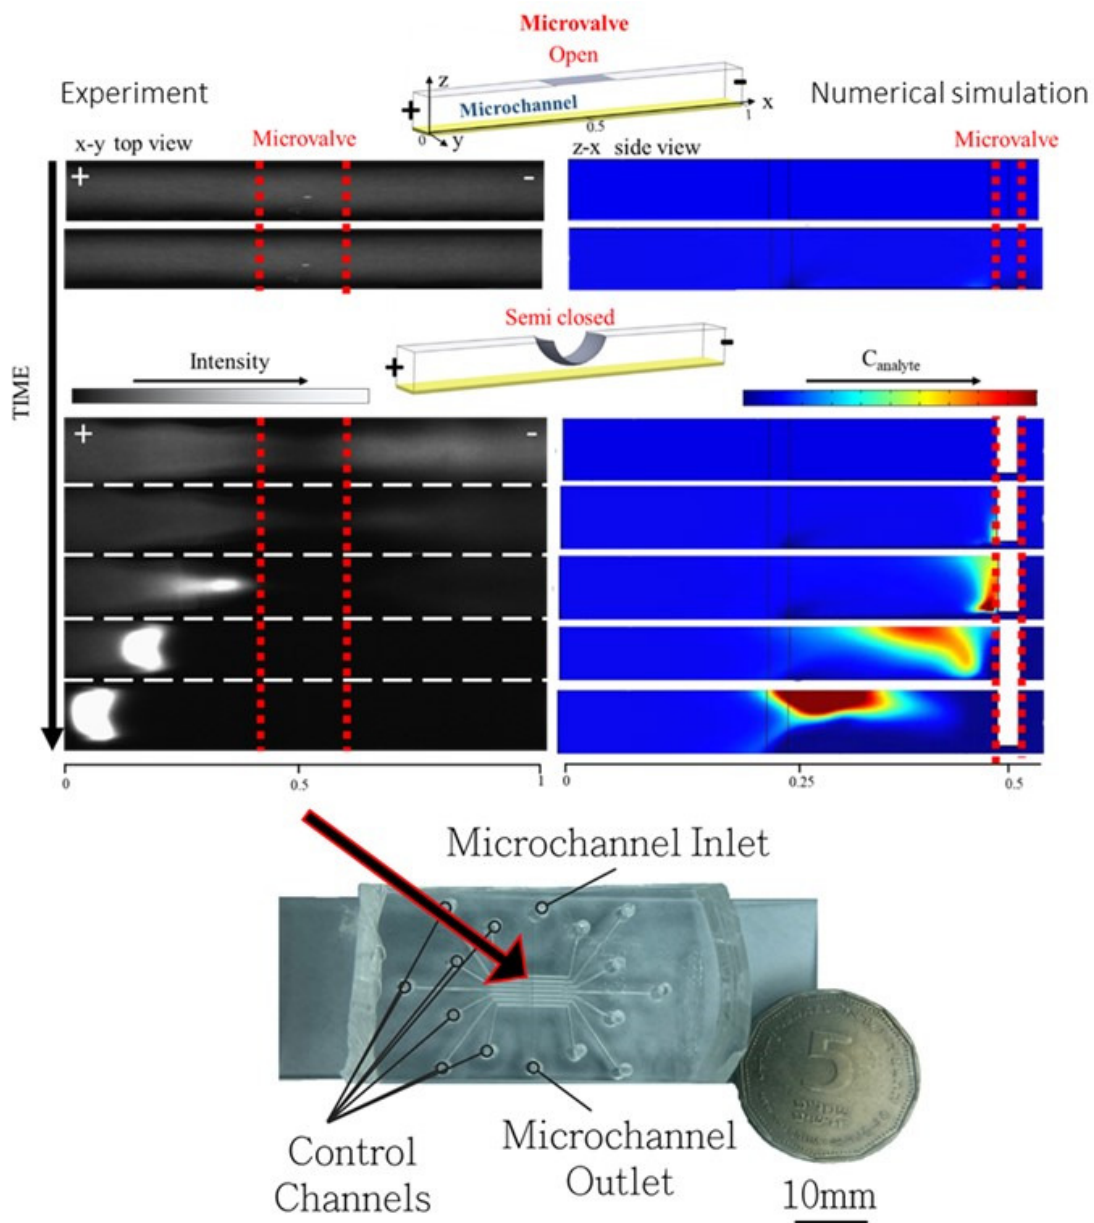 Microvalve
Open
Experiment
Numerical simulation
z
+
-
Microchannel
x
0
0.5
1
y
x-y top view
Microvalve
z-x side view
Microvalve
+
-
Semi closed
+
-
Intensity
C analyte
TIME
+
-
0
0.5
1
0
0.25
0.5
Microchannel Inlet
5
Control
Channels
Microchannel
Outlet
10mm